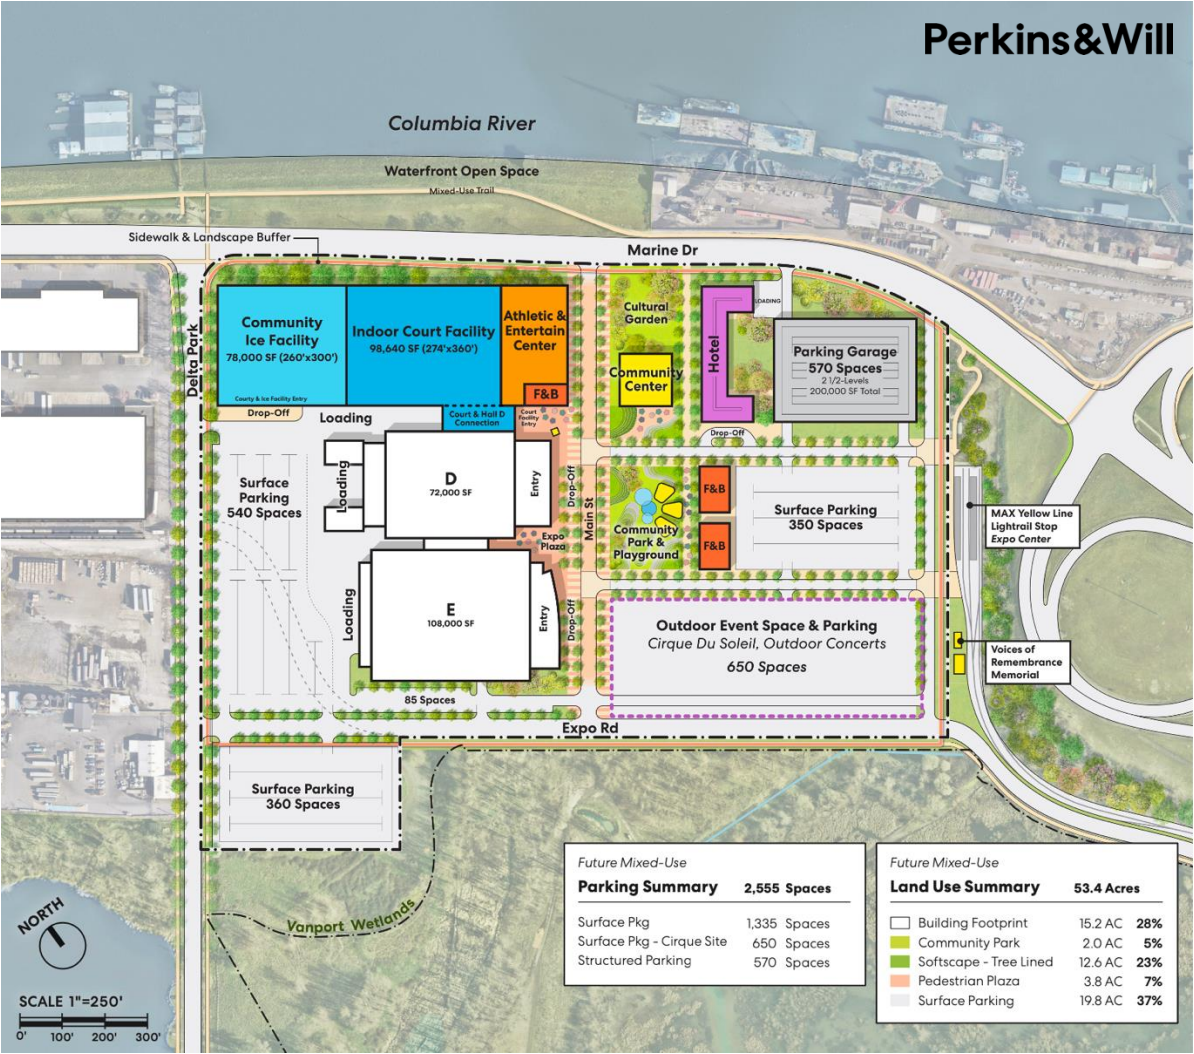 Perkins&Will
Columbia River
Waterfront Open Space
Mixed-Use Trail
Sidewalk & Landscape Buffer
Marine Dr
Delta Park
Community
Ice Facility
78,000 SF (260'x300')
County & Ice Facility Entry
Drop-Off
Indoor Court Facility
98,640 SF (274'x360')
Athletic &
Entertain
Center
F&B
Court & Hall D
Connection
Court
Facility
Entry
Cultural
Garden
Community
Center
Hotel
LOADING
Parking Garage
570 Spaces
2 1/2-Levels
200,000 SF Total
Drop-Off
Loading
Loading
D
72,000 SF
Entry
Drop-Off
Main St
Surface
Parking
540 Spaces
Expo
Plaza
Community
Park &
Playground
F&B
F&B
Surface Parking
350 Spaces
MAX Yellow Line
Lightrail Stop
Expo Center
Loading
E
108,000 SF
Entry
Drop-Off
Outdoor Event Space & Parking
Cirque Du Soleil, Outdoor Concerts
650 Spaces
Voices of
Remembrance
Memorial
85 Spaces
Expo Rd
Surface Parking
360 Spaces
Vanport Wetlands
NORTH
SCALE 1"=250'
0' 100' 200' 300'
Future Mixed-Use
Parking Summary 2,555 Spaces
Surface Pkg 1,335 Spaces
Surface Pkg - Cirque Site 650 Spaces
Structured Parking 570 Spaces
Future Mixed-Use
Land Use Summary 53.4 Acres
Building Footprint 15.2 AC 28%
Community Park 2.0 AC 5%
Softscape - Tree Lined 12.6 AC 23%
Pedestrian Plaza 3.8 AC 7%
Surface Parking 19.8 AC 37%